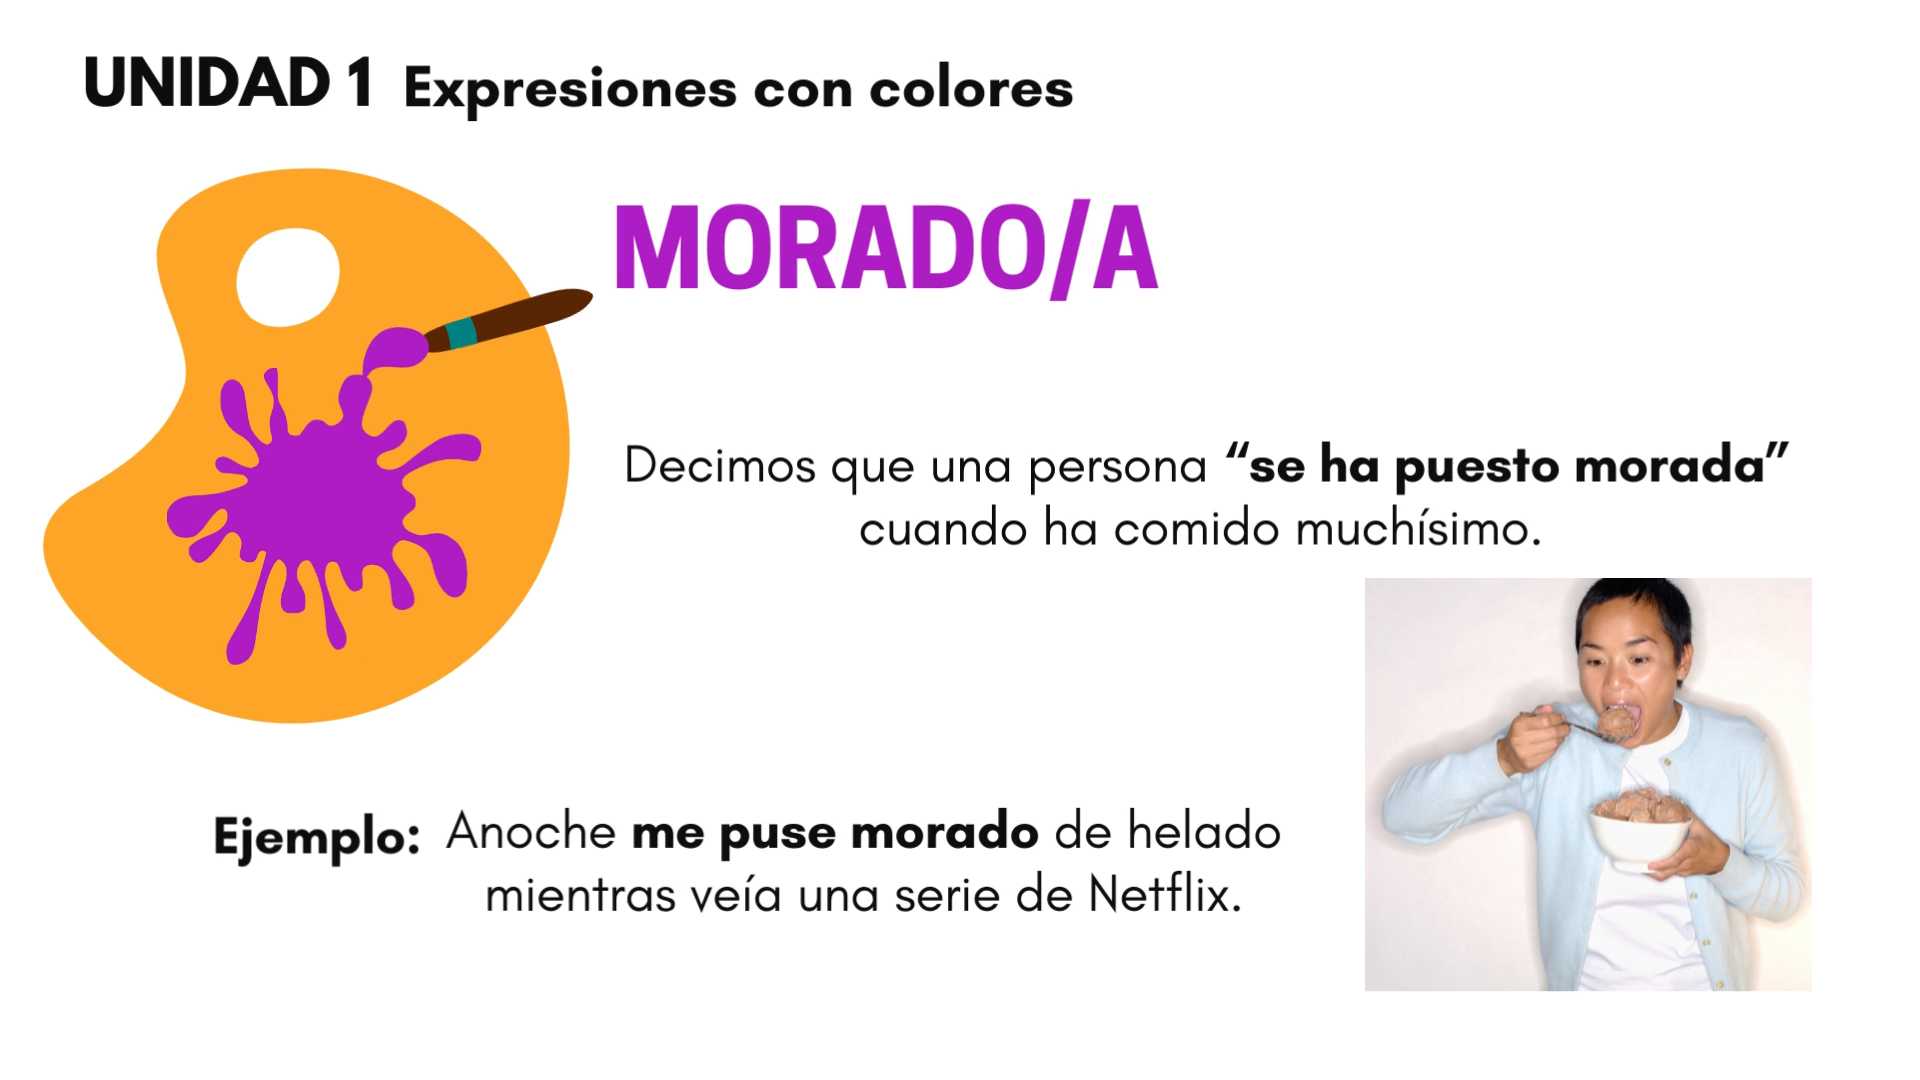 UNIDAD 1 Expresiones con colores
MORADO/A
Decimos que una persona “se ha puesto morada”
cuando ha comido muchísimo.
Ejemplo: Anoche me puse morado de helado
mientras veía una serie de Netflix.